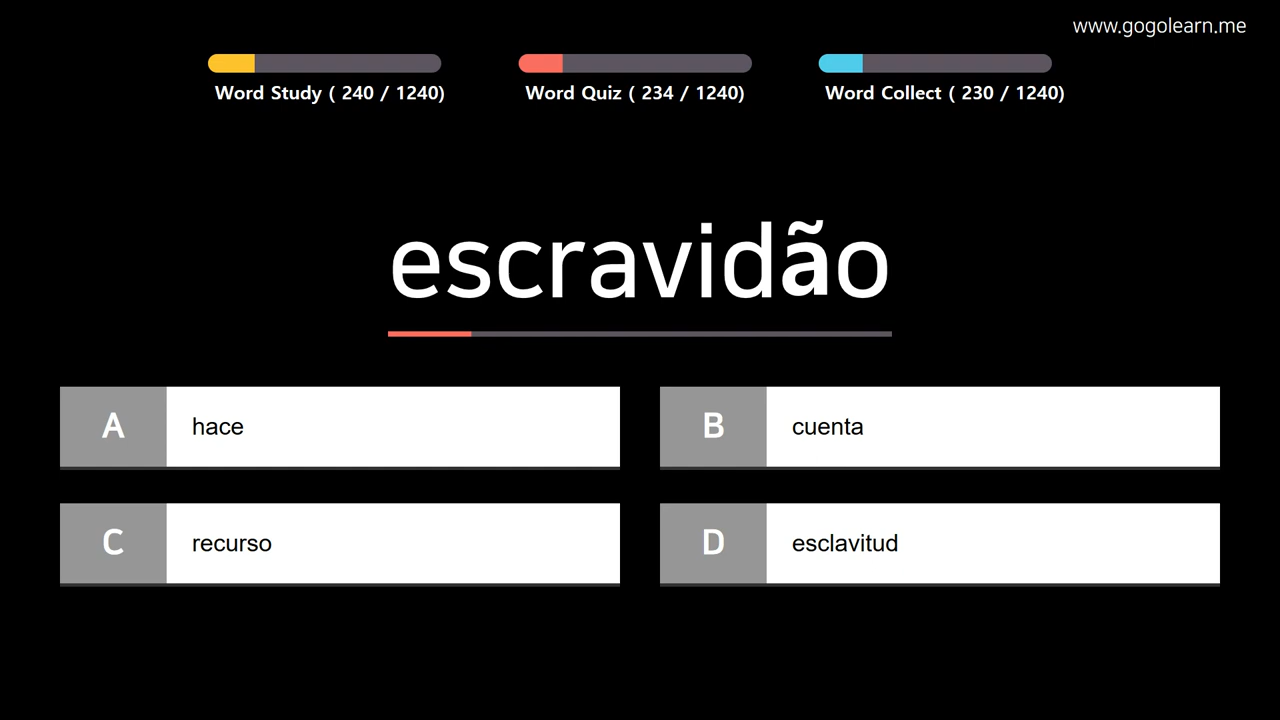 www.gogolearn.me
Word Study ( 240 / 1240)
Word Quiz ( 234 / 1240)
Word Collect ( 230 / 1240)
escravidão
A hace
B cuenta
C recurso
D esclavitud